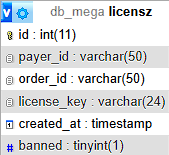 v db_mega licensz
id : int(11)
payer_id : varchar(50)
order_id : varchar(50)
license_key : varchar(24)
created_at : timestamp
# banned : tinyint(1)